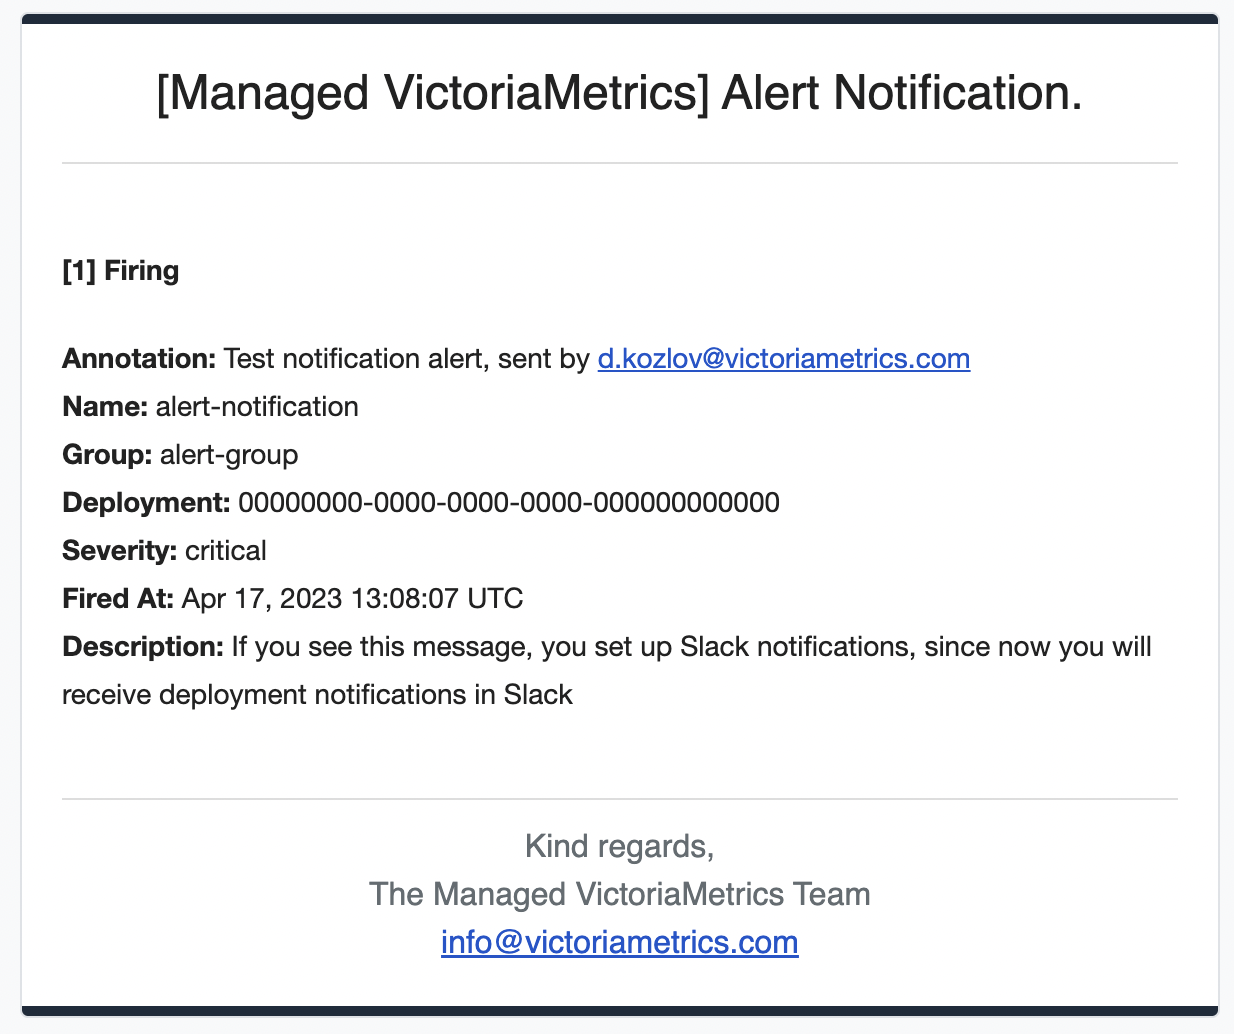 [Managed VictoriaMetrics] Alert Notification.
[1] Firing
Annotation: Test notification alert, sent by d.kozlov@victoriametrics.com
Name: alert-notification
Group: alert-group
Deployment: 00000000-0000-0000-0000-000000000000
Severity: critical
Fired At: Apr 17, 2023 13:08:07 UTC
Description: If you see this message, you set up Slack notifications, since now you will
receive deployment notifications in Slack
Kind regards,
The Managed VictoriaMetrics Team
info@victoriametrics.com